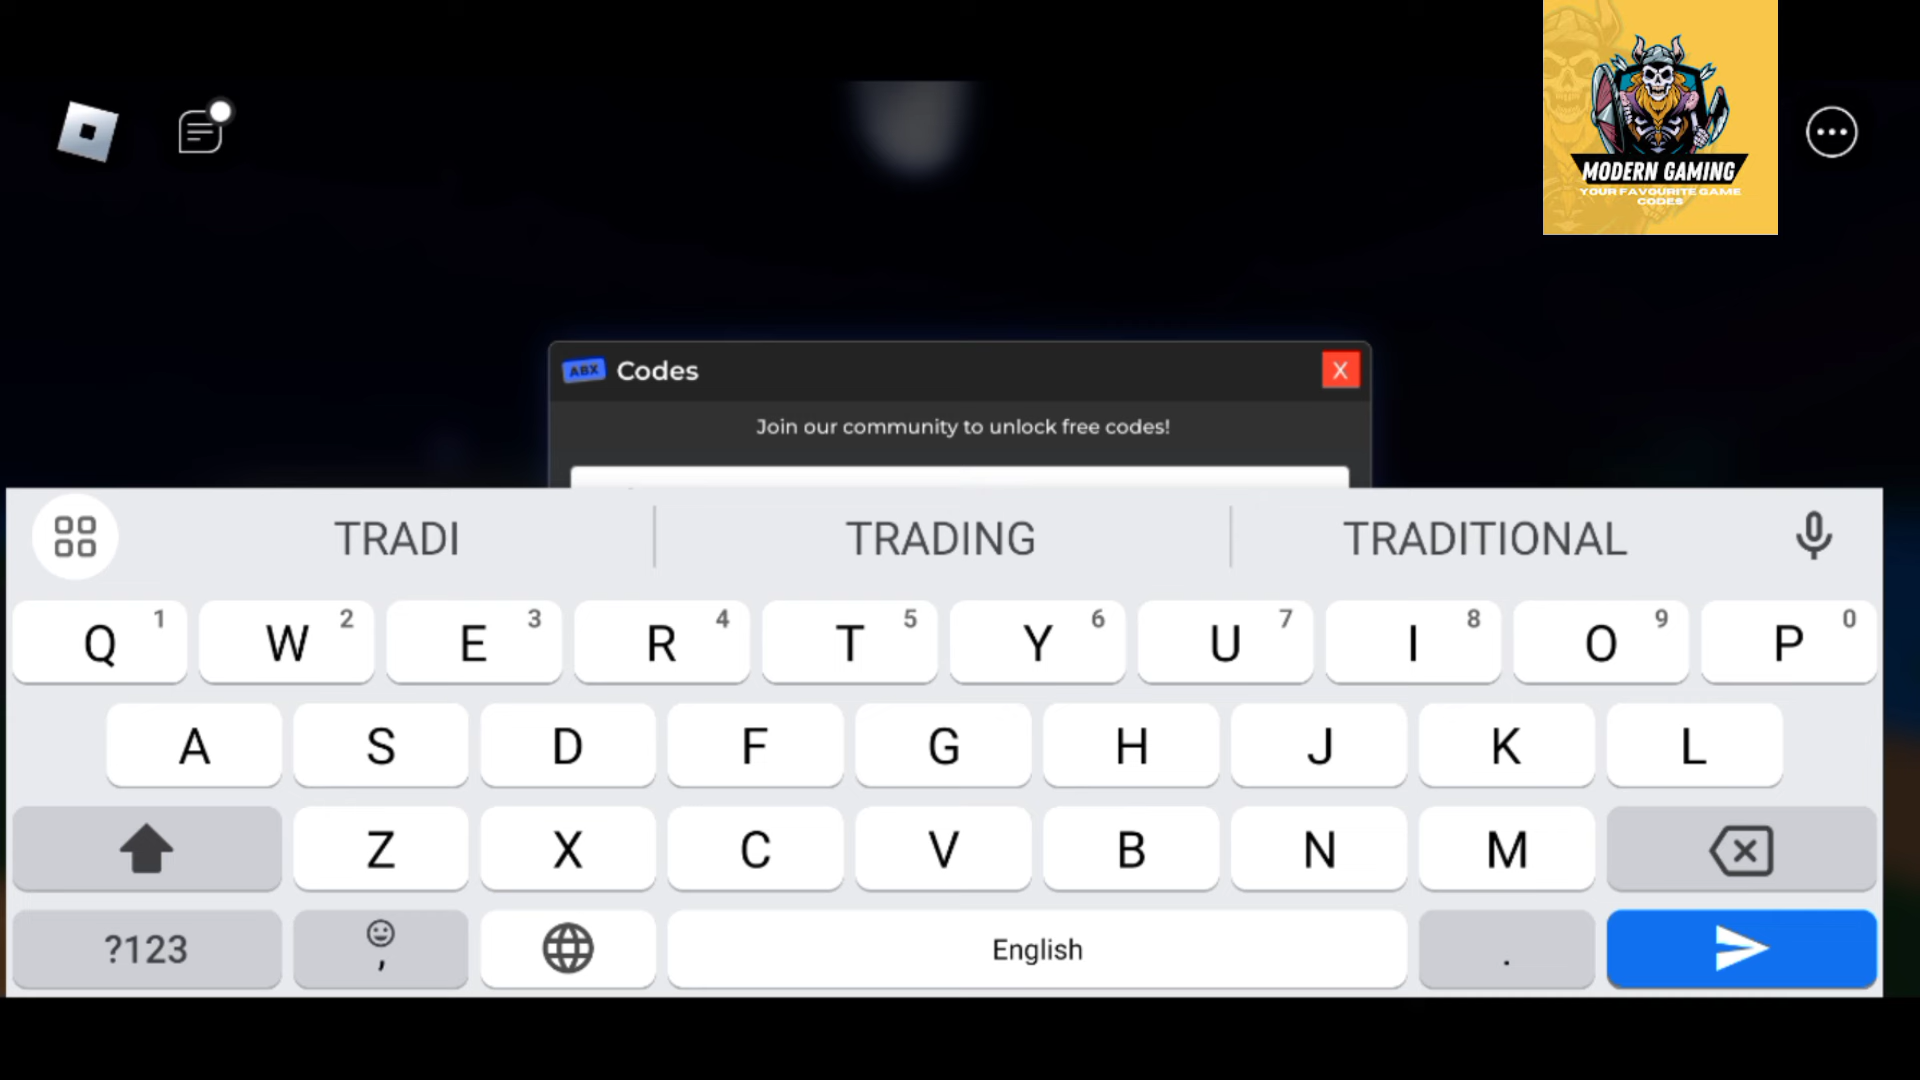 MODERN GAMING
YOUR FAVOURITE GAME
CODES
ABX Codes X
Join our community to unlock free codes!
TRADI TRADING TRADITIONAL
Q 1 W 2 E 3 R 4 T 5 Y 6 U 7 I 8 O 9 P 0
A S D F G H J K L
Z X C V B N M
?123 , English .